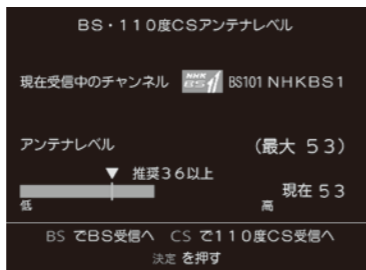 BS・110度CSアンテナレベル
現在受信中のチャンネル NHK BS1 BS101 NHKBS1
アンテナレベル (最大 53)
▼ 推奨36以上
現在 53
低 高
BS でBS受信へ CS で110度CS受信へ
決定 を押す